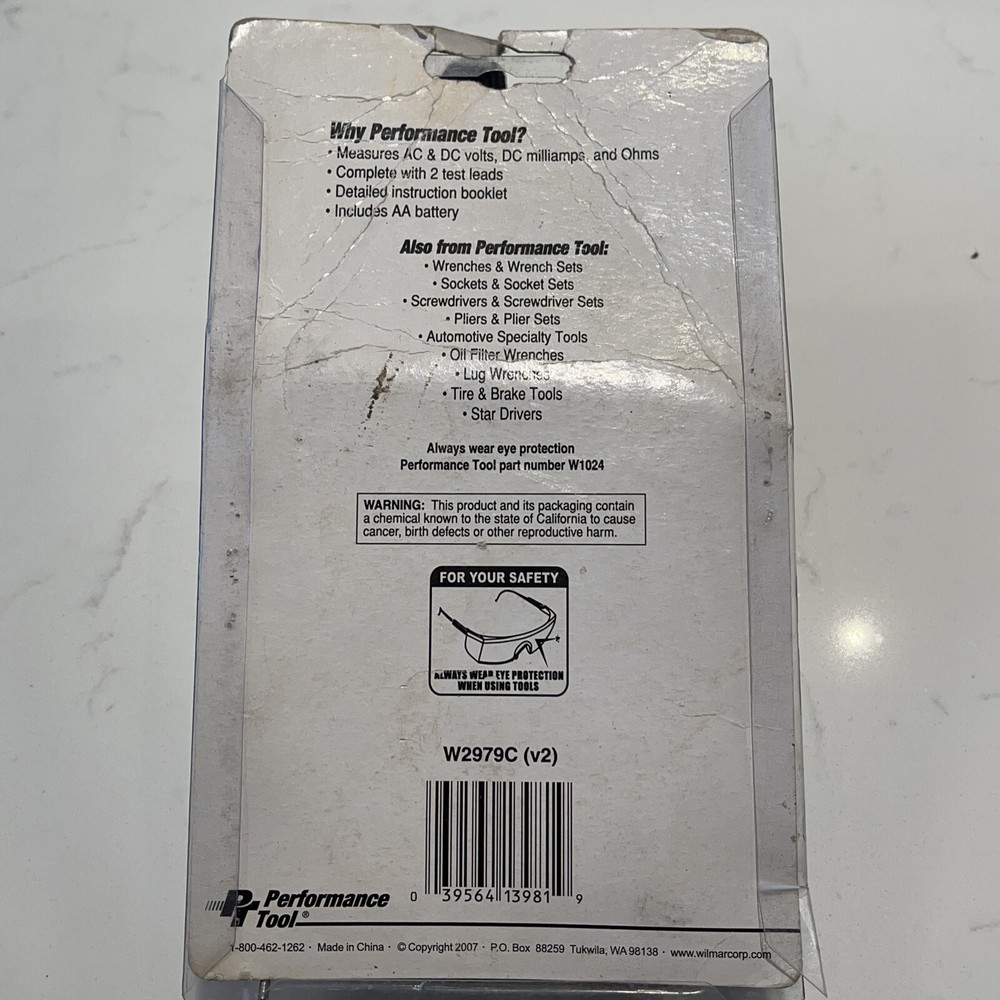 Why Performance Tool?
• Measures AC & DC volts, DC milliamps, and Ohms
• Complete with 2 test leads
• Detailed instruction booklet
• Includes AA battery
Also from Performance Tool:
• Wrenches & Wrench Sets
• Sockets & Socket Sets
• Screwdrivers & Screwdriver Sets
• Pliers & Plier Sets
• Automotive Specialty Tools
• Oil Filter Wrenches
• Lug Wrenches
• Tire & Brake Tools
• Star Drivers
Always wear eye protection
Performance Tool part number W1024
WARNING: This product and its packaging contain
a chemical known to the state of California to cause
cancer, birth defects or other reproductive harm.
FOR YOUR SAFETY
ALWAYS WEAR EYE PROTECTION
WHEN USING TOOLS
W2979C (v2)
0 39564 13981 9
PT Performance
Tool®
1-800-462-1262 · Made in China · © Copyright 2007 · P.O. Box 88259 Tukwila, WA 98138 · www.wilmarcorp.com